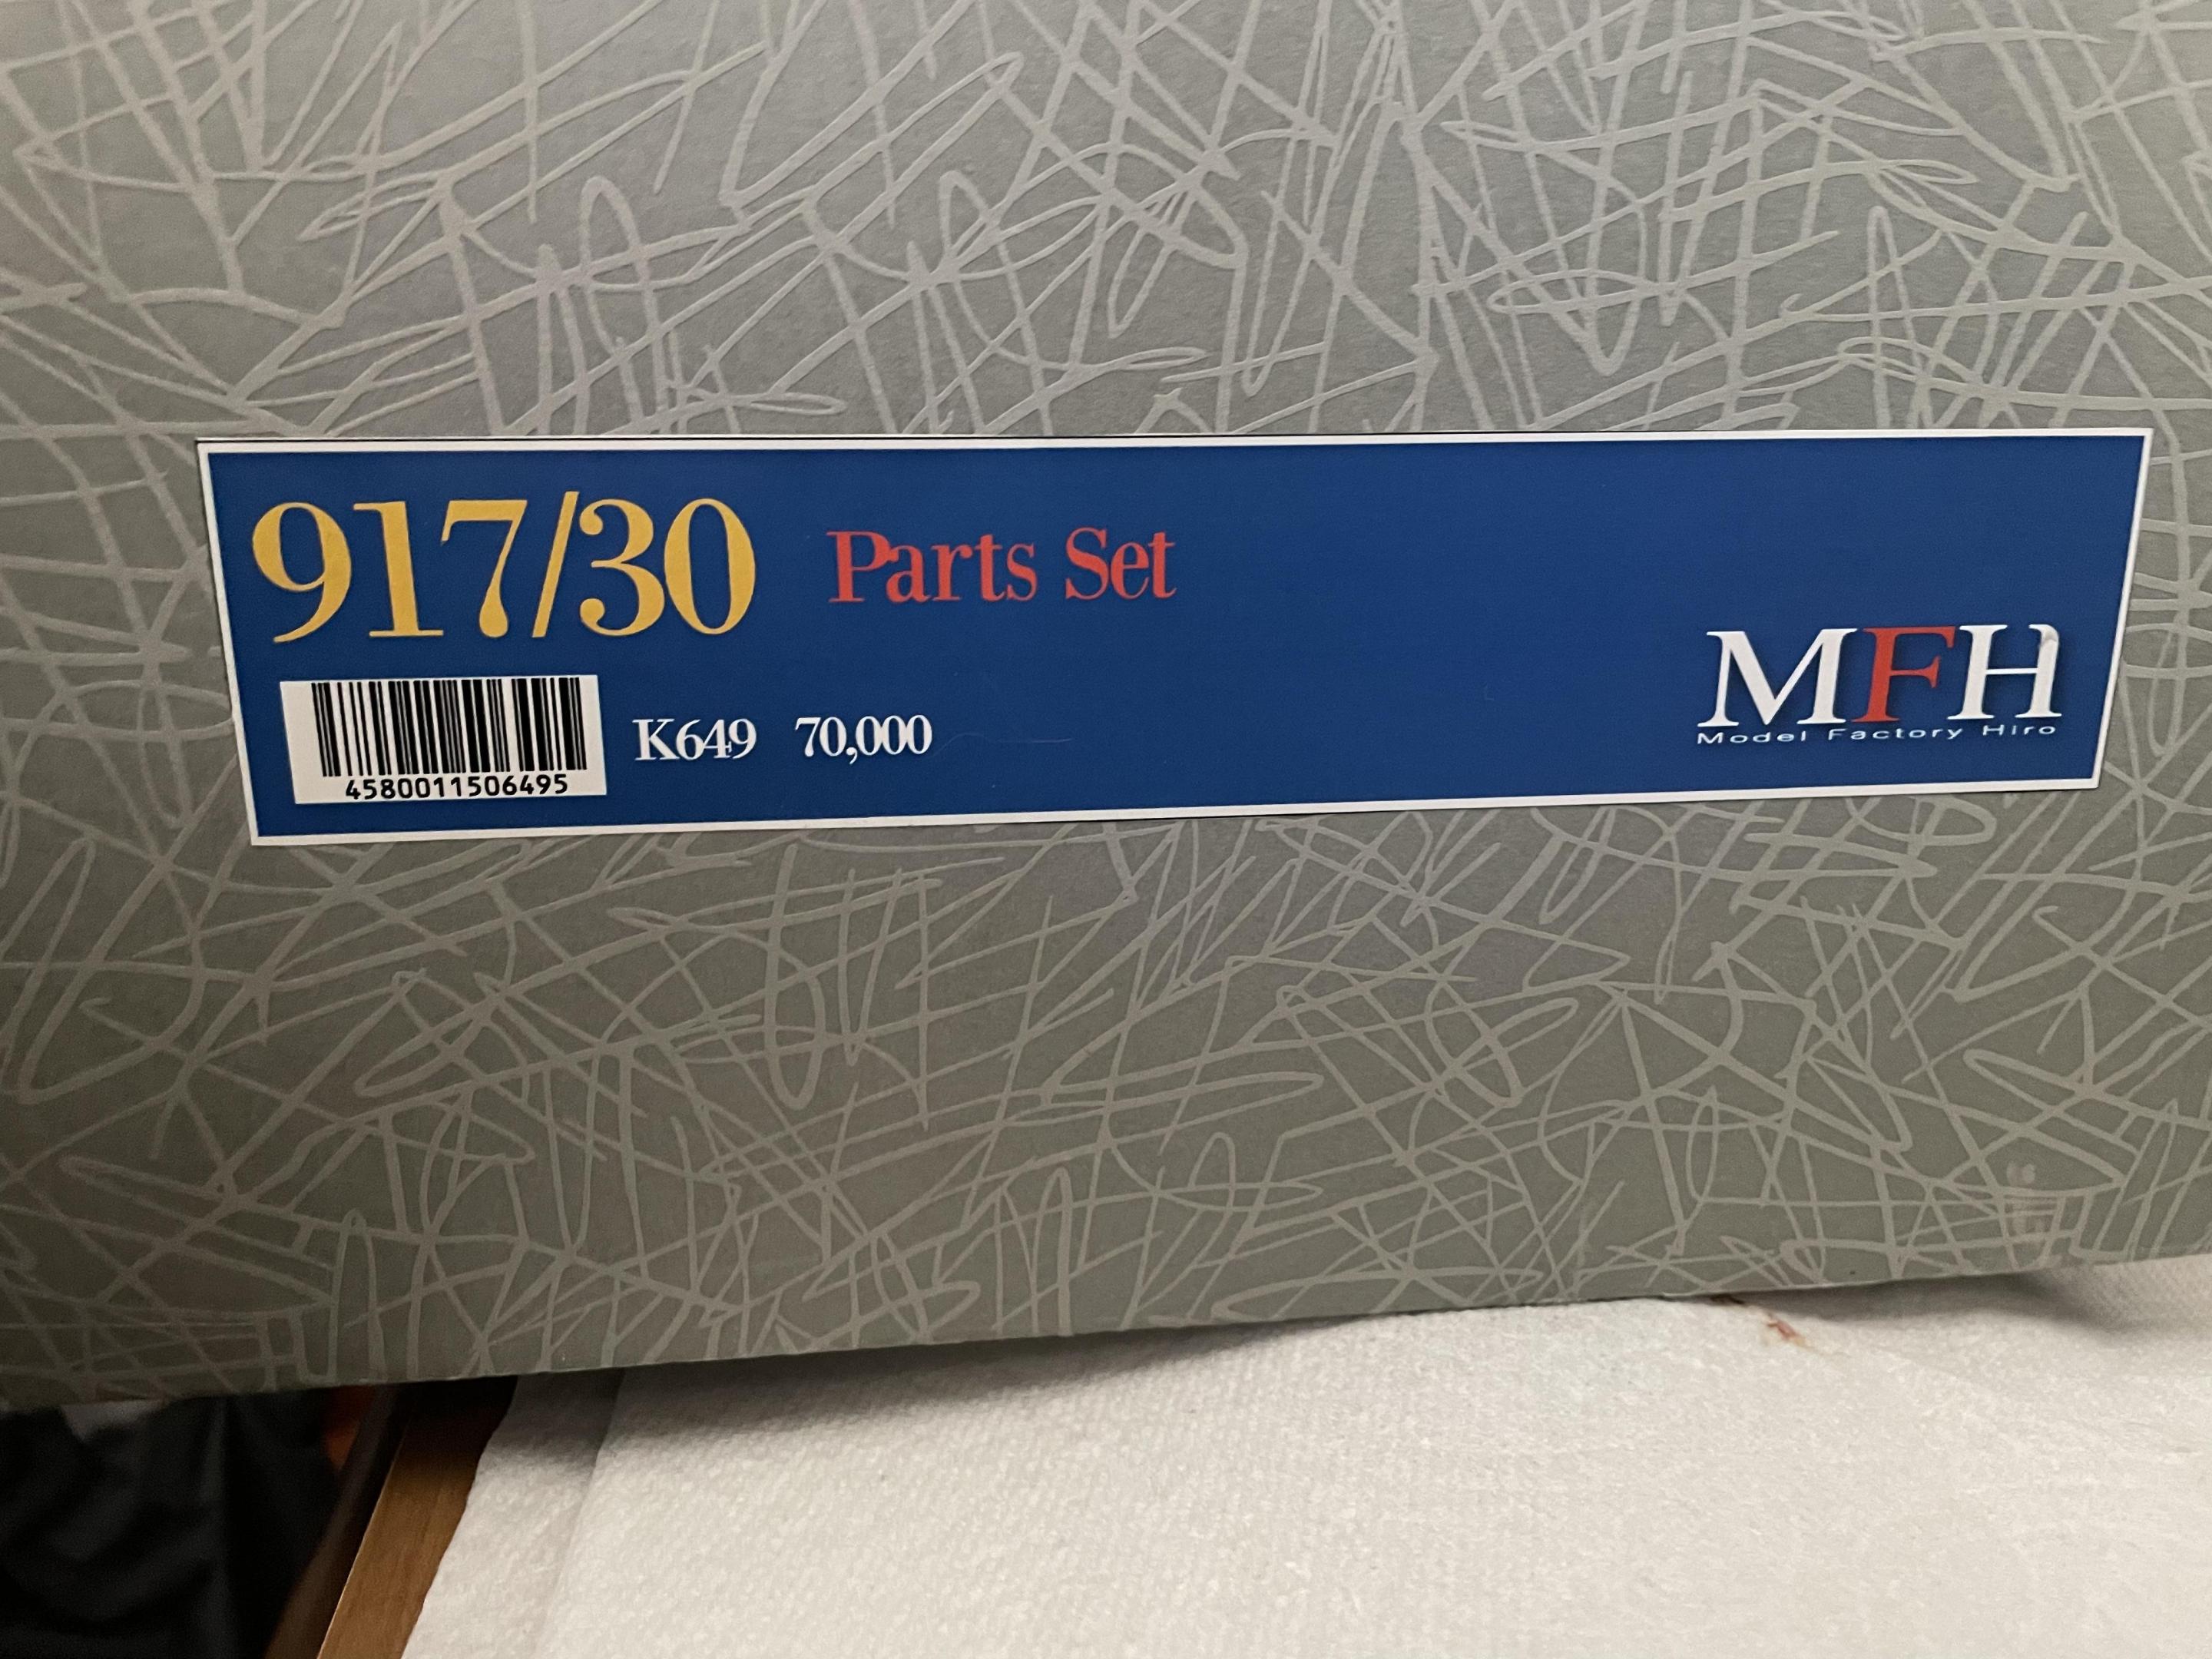 917/30 Parts Set
4580011506495
K649 70,000
MFH
Model Factory Hiro